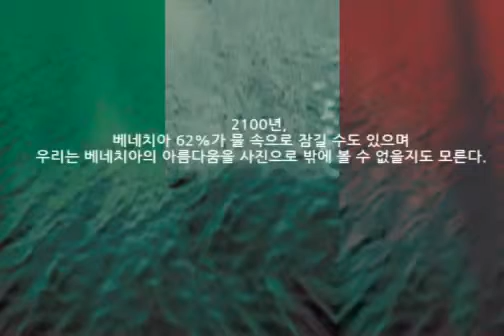 2100년,
베네치아 62%가 물 속으로 잠길 수도 있으며
우리는 베네치아의 아름다움을 사진으로 밖에 볼 수 없을지도 모른다.